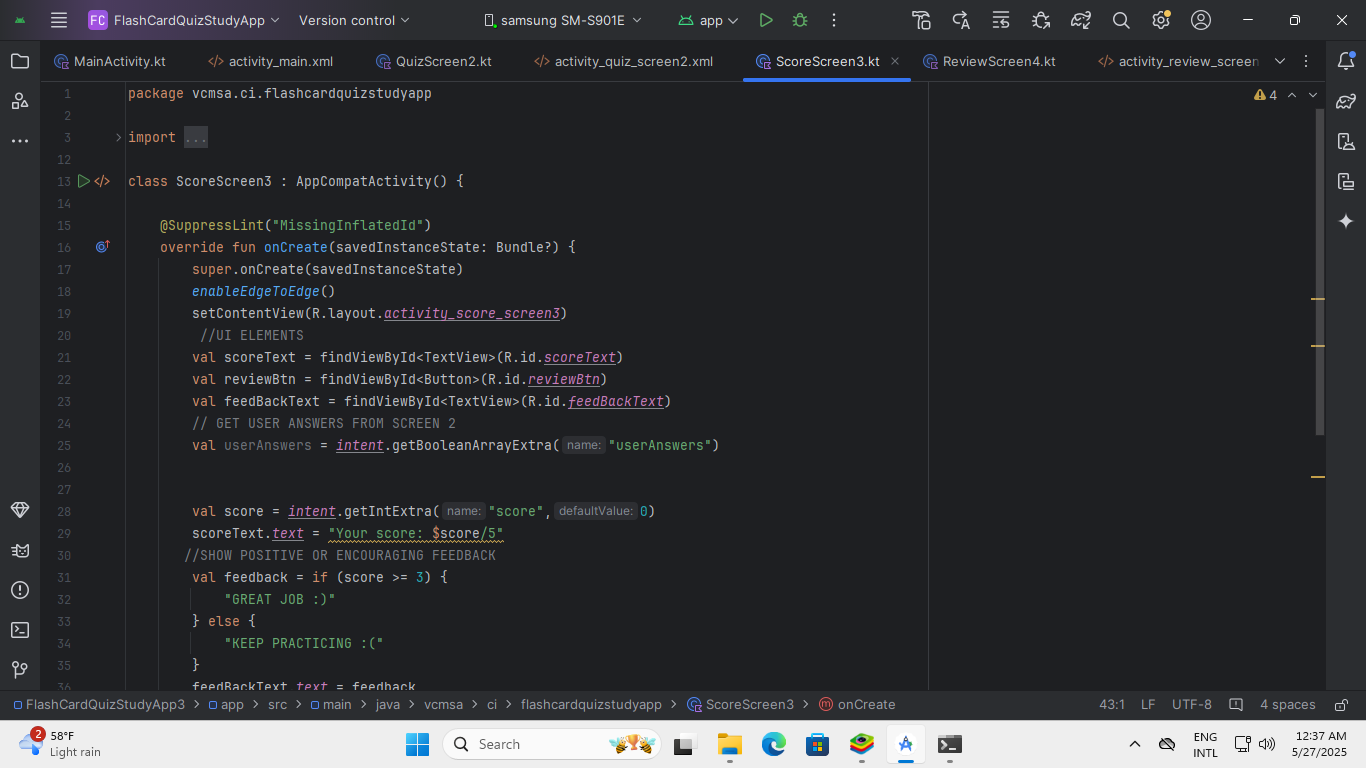 FC FlashCardQuizStudyApp Version control samsung SM-S901E app
MainActivity.kt </> activity_main.xml QuizScreen2.kt </> activity_quiz_screen2.xml ScoreScreen3.kt ReviewScreen4.kt </> activity_review_screen
4
1 package vcmsa.ci.flashcardquizstudyapp
2
3 import ...
12
13 </> class ScoreScreen3 : AppCompatActivity() {
14
15 @SuppressLint("MissingInflatedId")
16 override fun onCreate(savedInstanceState: Bundle?) {
17 super.onCreate(savedInstanceState)
18 enableEdgeToEdge()
19 setContentView(R.layout.activity_score_screen3)
20 //UI ELEMENTS
21 val scoreText = findViewById<TextView>(R.id.scoreText)
22 val reviewBtn = findViewById<Button>(R.id.reviewBtn)
23 val feedBackText = findViewById<TextView>(R.id.feedBackText)
24 // GET USER ANSWERS FROM SCREEN 2
25 val userAnswers = intent.getBooleanArrayExtra( name: "userAnswers")
26
27
28 val score = intent.getIntExtra( name: "score", defaultValue: 0)
29 scoreText.text = "Your score: $score/5"
30 //SHOW POSITIVE OR ENCOURAGING FEEDBACK
31 val feedback = if (score >= 3) {
32 "GREAT JOB :)"
33 } else {
34 "KEEP PRACTICING :("
35 }
36 feedBackText.text = feedback
FlashCardQuizStudyApp3 > app > src > main > java > vcmsa > ci > flashcardquizstudyapp > ScoreScreen3 > m onCreate 43:1 LF UTF-8 4 spaces
2 58°F
Light rain
Search
ENG
INTL
12:37 AM
5/27/2025